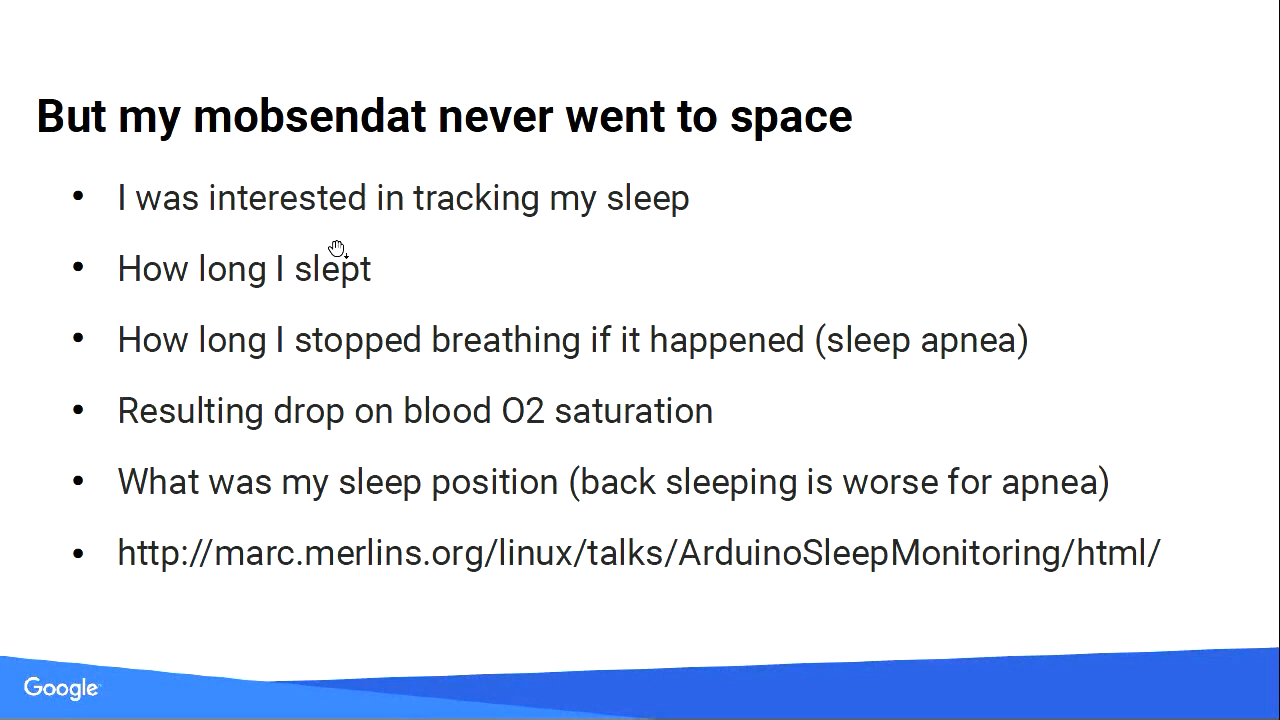 But my mobsendat never went to space
• I was interested in tracking my sleep
• How long I slept
• How long I stopped breathing if it happened (sleep apnea)
• Resulting drop on blood O2 saturation
• What was my sleep position (back sleeping is worse for apnea)
• http://marc.merlins.org/linux/talks/ArduinoSleepMonitoring/html/
Google